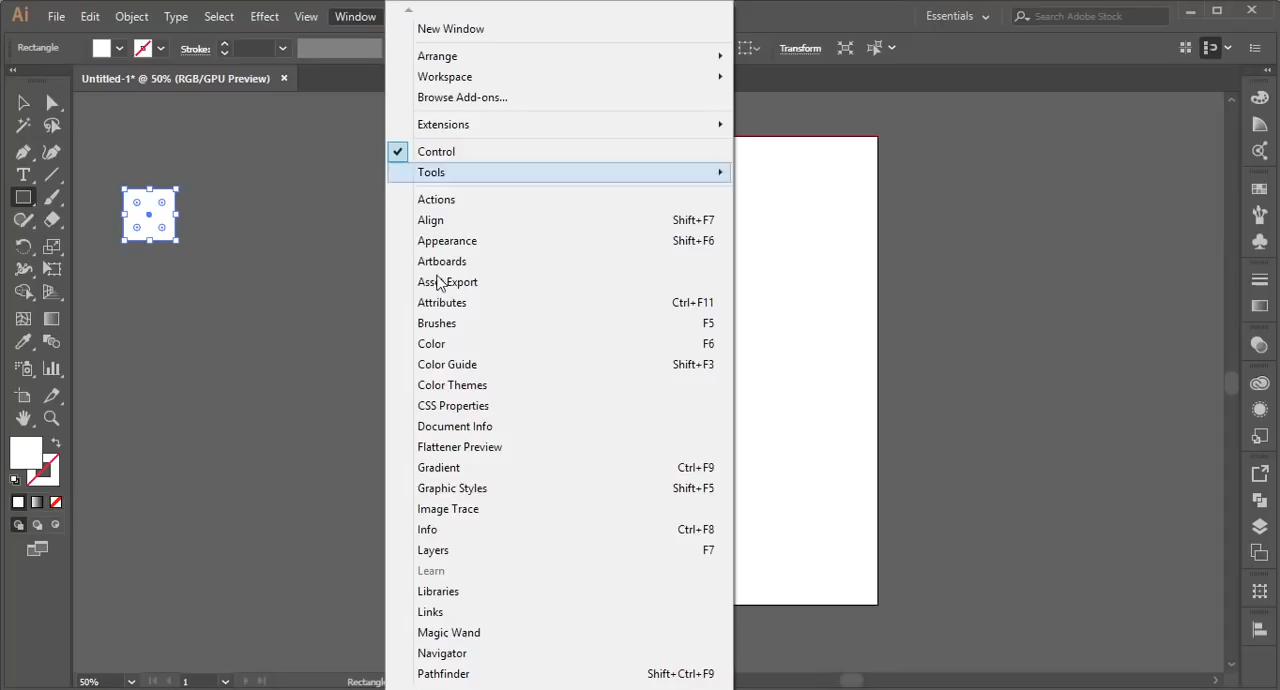 Ai File Edit Object Type Select Effect View Window Essentials Search Adobe Stock
Rectangle Stroke: Transform
Untitled-1* @ 50% (RGB/GPU Preview)
New Window
Arrange
Workspace
Browse Add-ons...
Extensions
Control
Tools
Actions
Align Shift+F7
Appearance Shift+F6
Artboards
Asset Export
Attributes Ctrl+F11
Brushes F5
Color F6
Color Guide Shift+F3
Color Themes
CSS Properties
Document Info
Flattener Preview
Gradient Ctrl+F9
Graphic Styles Shift+F5
Image Trace
Info Ctrl+F8
Layers F7
Learn
Libraries
Links
Magic Wand
Navigator
Pathfinder Shift+Ctrl+F9
50% 1 Rectangle